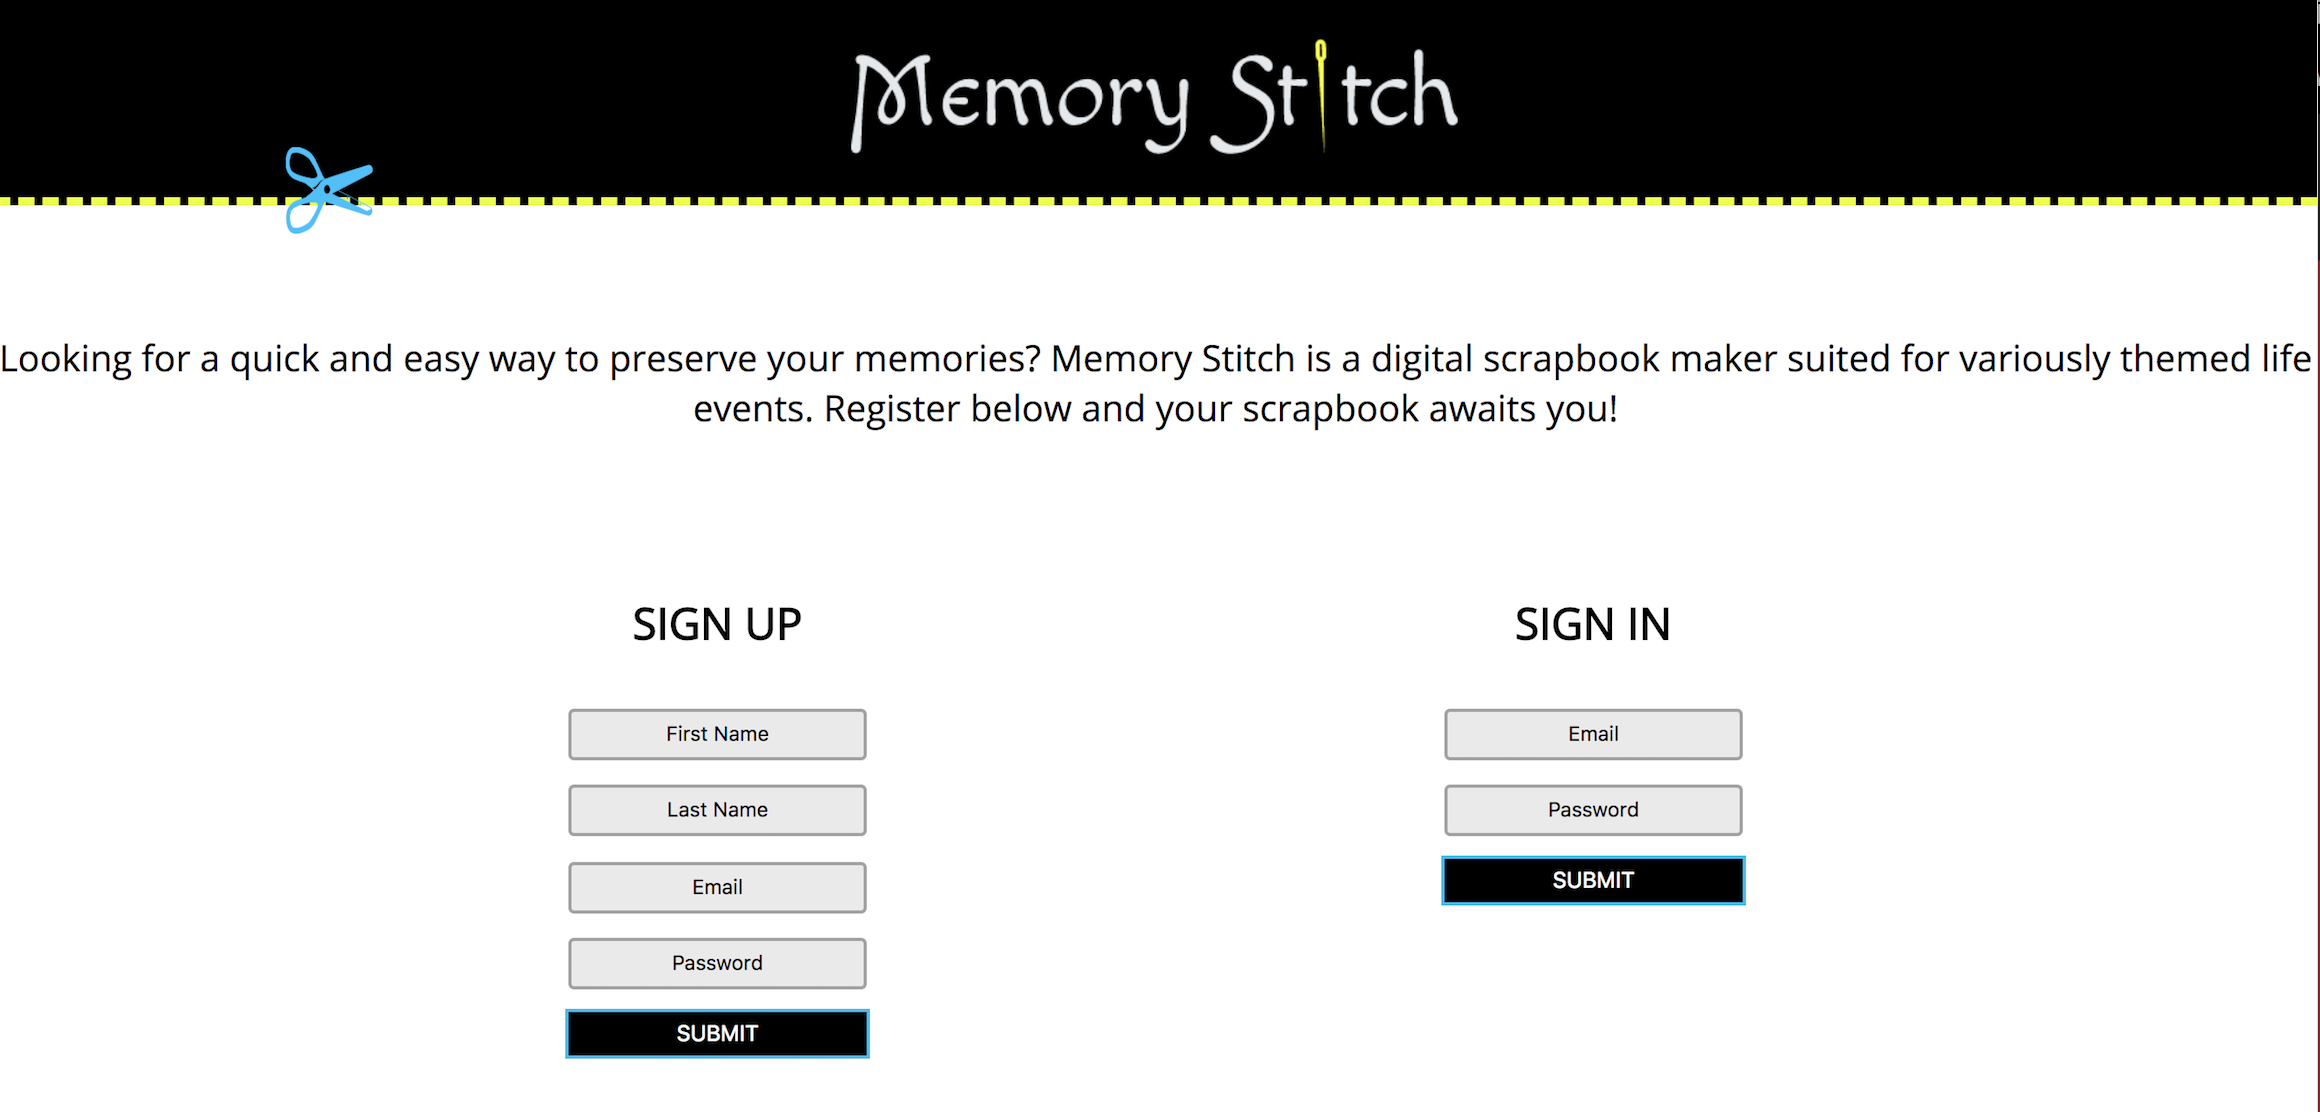 Memory Stitch
Looking for a quick and easy way to preserve your memories? Memory Stitch is a digital scrapbook maker suited for variously themed life
events. Register below and your scrapbook awaits you!
SIGN UP
First Name
Last Name
Email
Password
SUBMIT
SIGN IN
Email
Password
SUBMIT